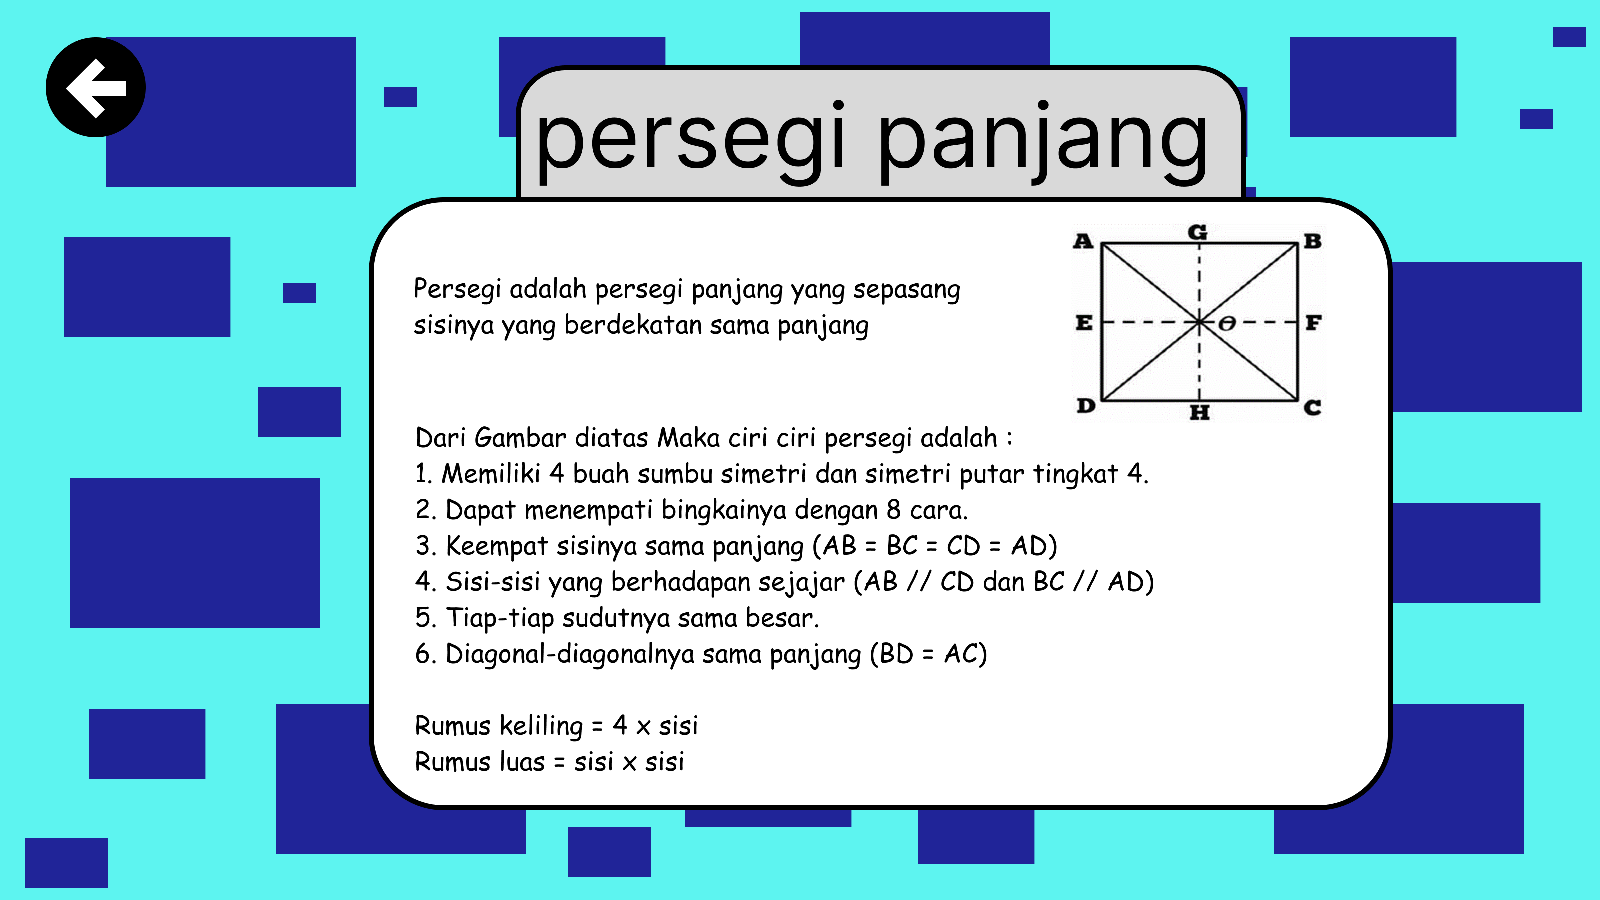 persegi panjang
Persegi adalah persegi panjang yang sepasang
sisinya yang berdekatan sama panjang
A G B
E O F
D H C
Dari Gambar diatas Maka ciri ciri persegi adalah :
1. Memiliki 4 buah sumbu simetri dan simetri putar tingkat 4.
2. Dapat menempati bingkainya dengan 8 cara.
3. Keempat sisinya sama panjang (AB = BC = CD = AD)
4. Sisi-sisi yang berhadapan sejajar (AB // CD dan BC // AD)
5. Tiap-tiap sudutnya sama besar.
6. Diagonal-diagonalnya sama panjang (BD = AC)
Rumus keliling = 4 x sisi
Rumus luas = sisi x sisi